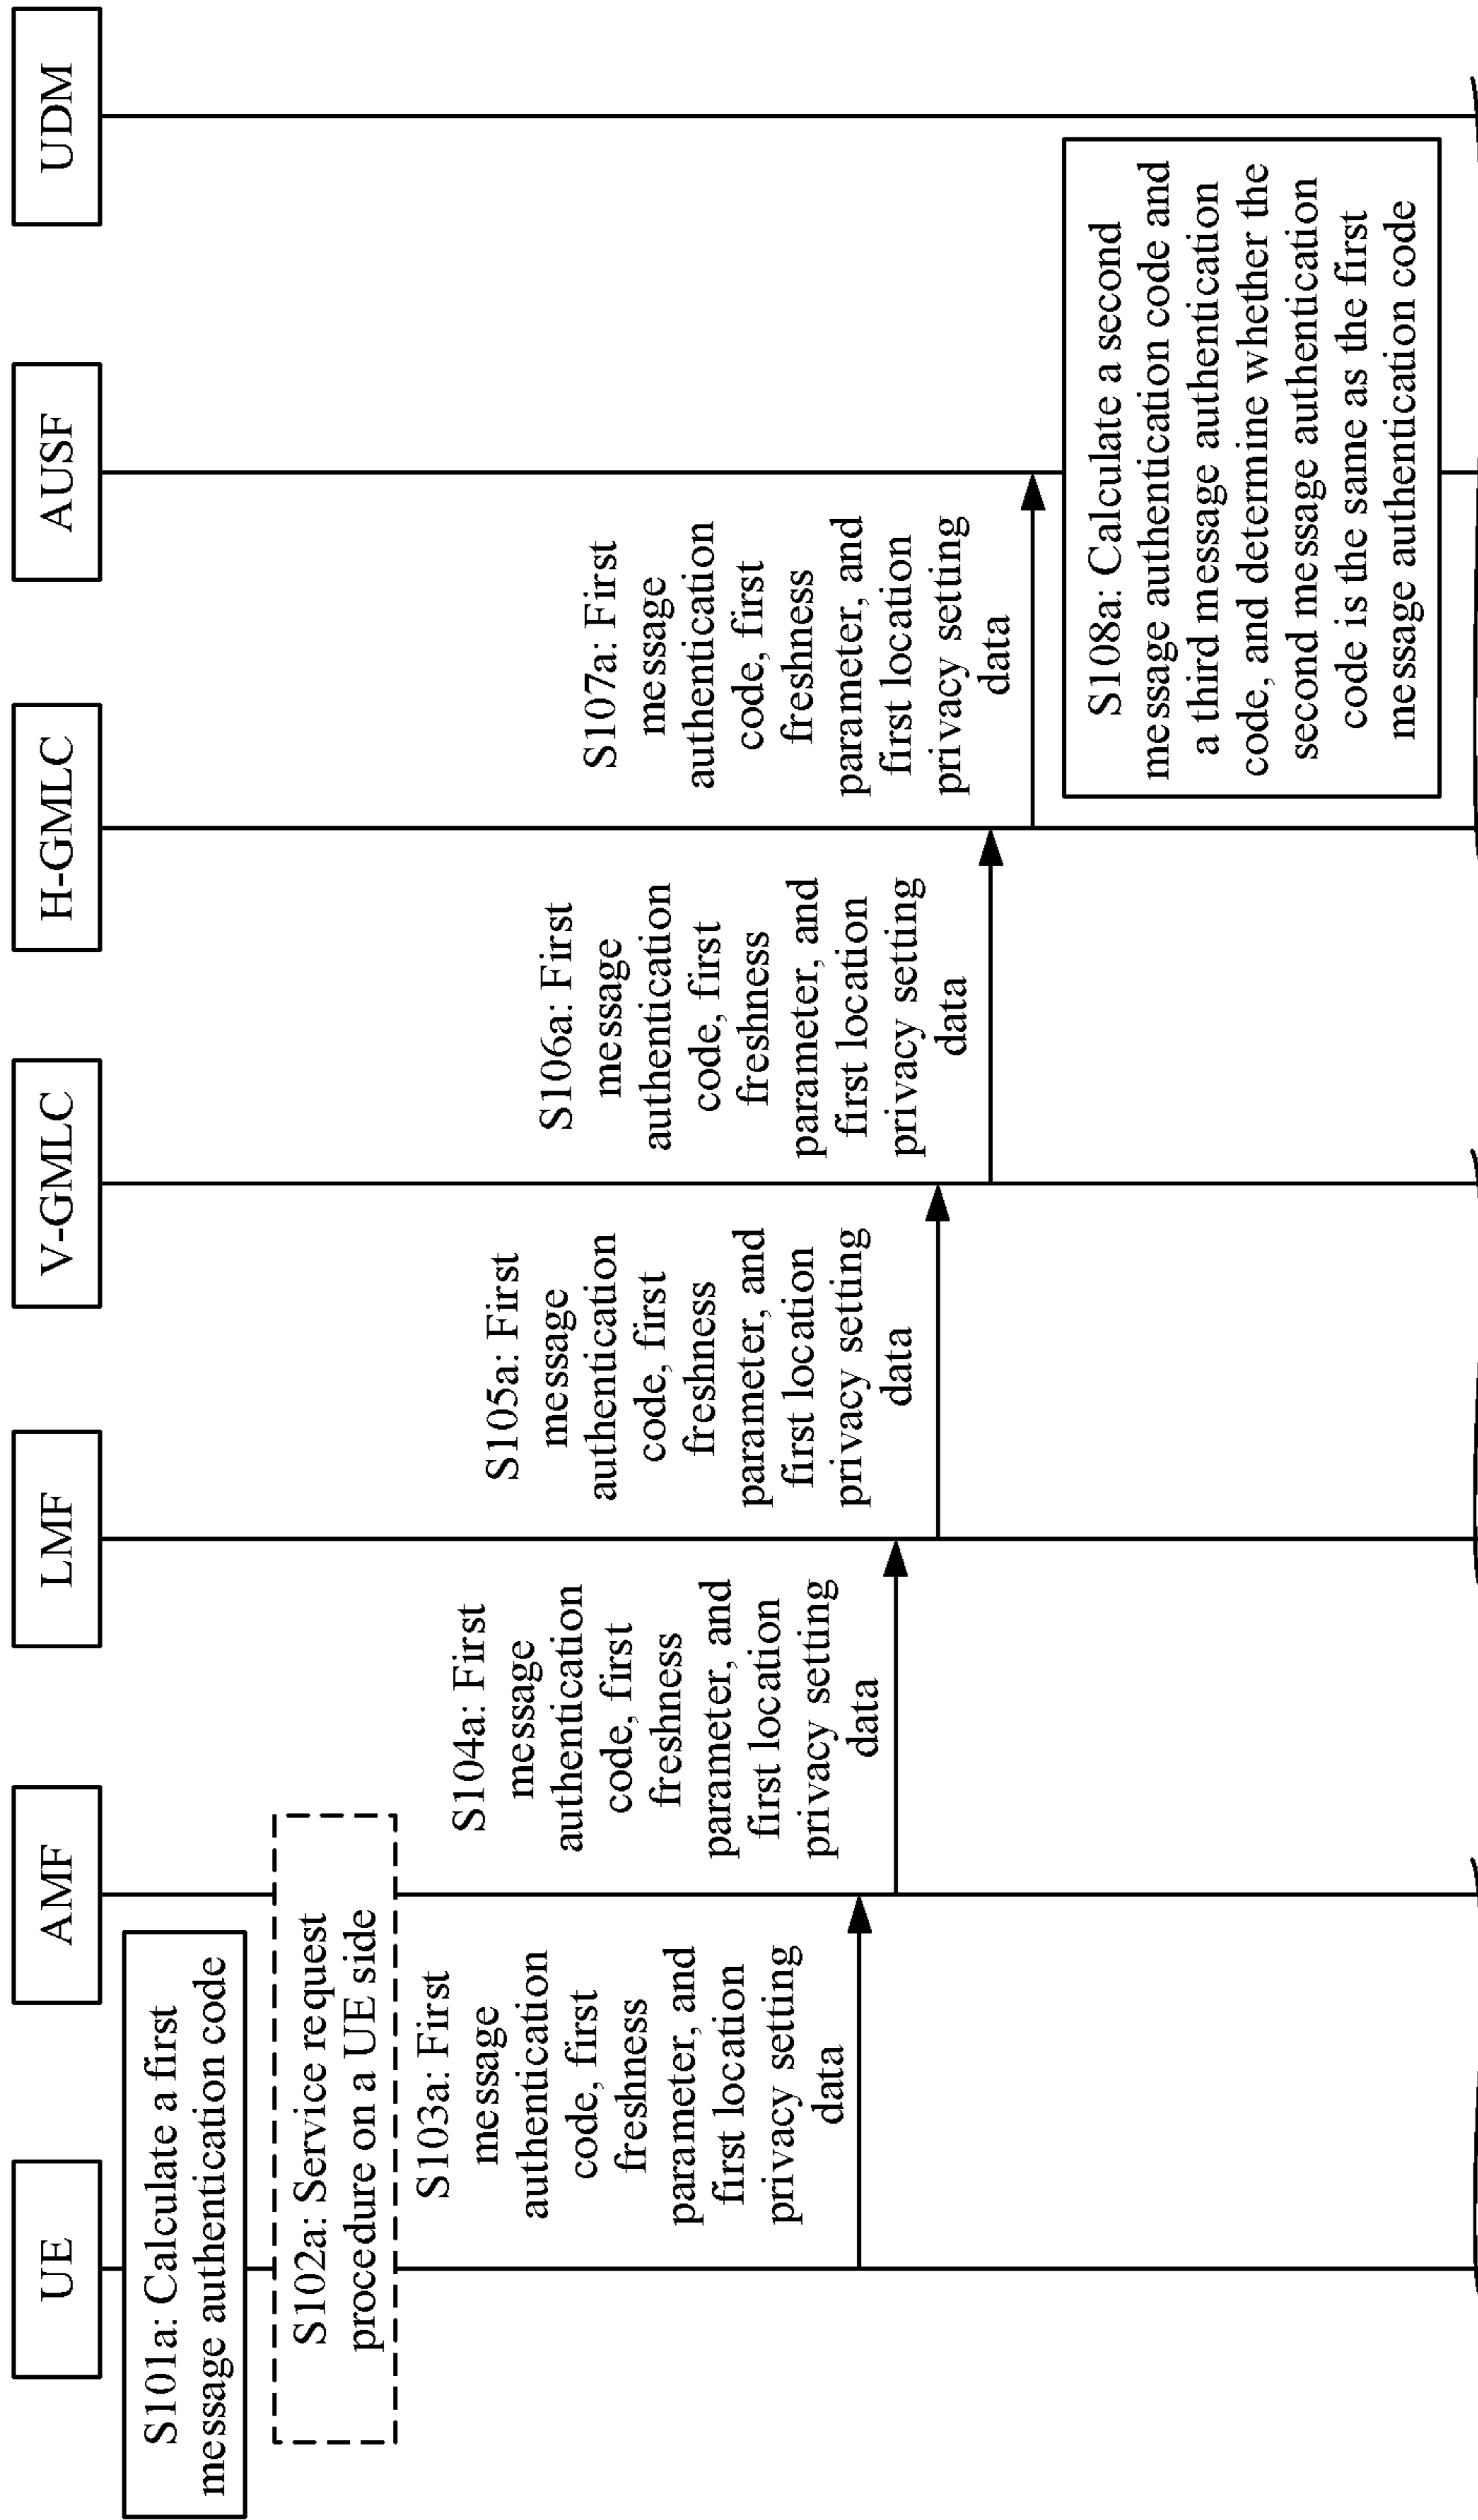 UE
AMF
LMF
V-GMLC
H-GMLC
AUSF
UDM
S101a: Calculate a first
message authentication code
S102a: Service request
procedure on a UE side
S103a: First
message
authentication
code, first
freshness
parameter, and
first location
privacy setting
data
S104a: First
message
authentication
code, first
freshness
parameter, and
first location
privacy setting
data
S105a: First
message
authentication
code, first
freshness
parameter, and
first location
privacy setting
data
S106a: First
message
authentication
code, first
freshness
parameter, and
first location
privacy setting
data
S107a: First
message
authentication
code, first
freshness
parameter, and
first location
privacy setting
data
S108a: Calculate a second
message authentication code and
a third message authentication
code, and determine whether the
second message authentication
code is the same as the first
message authentication code